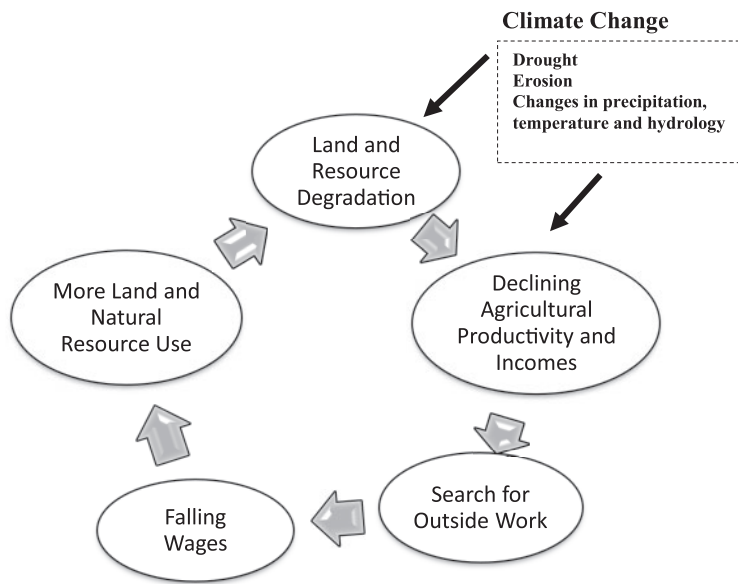 Climate Change
Drought
Erosion
Changes in precipitation,
temperature and hydrology
Land and
Resource
Degradation
Declining
Agricultural
Productivity and
Incomes
Search for
Outside Work
Falling
Wages
More Land and
Natural
Resource Use